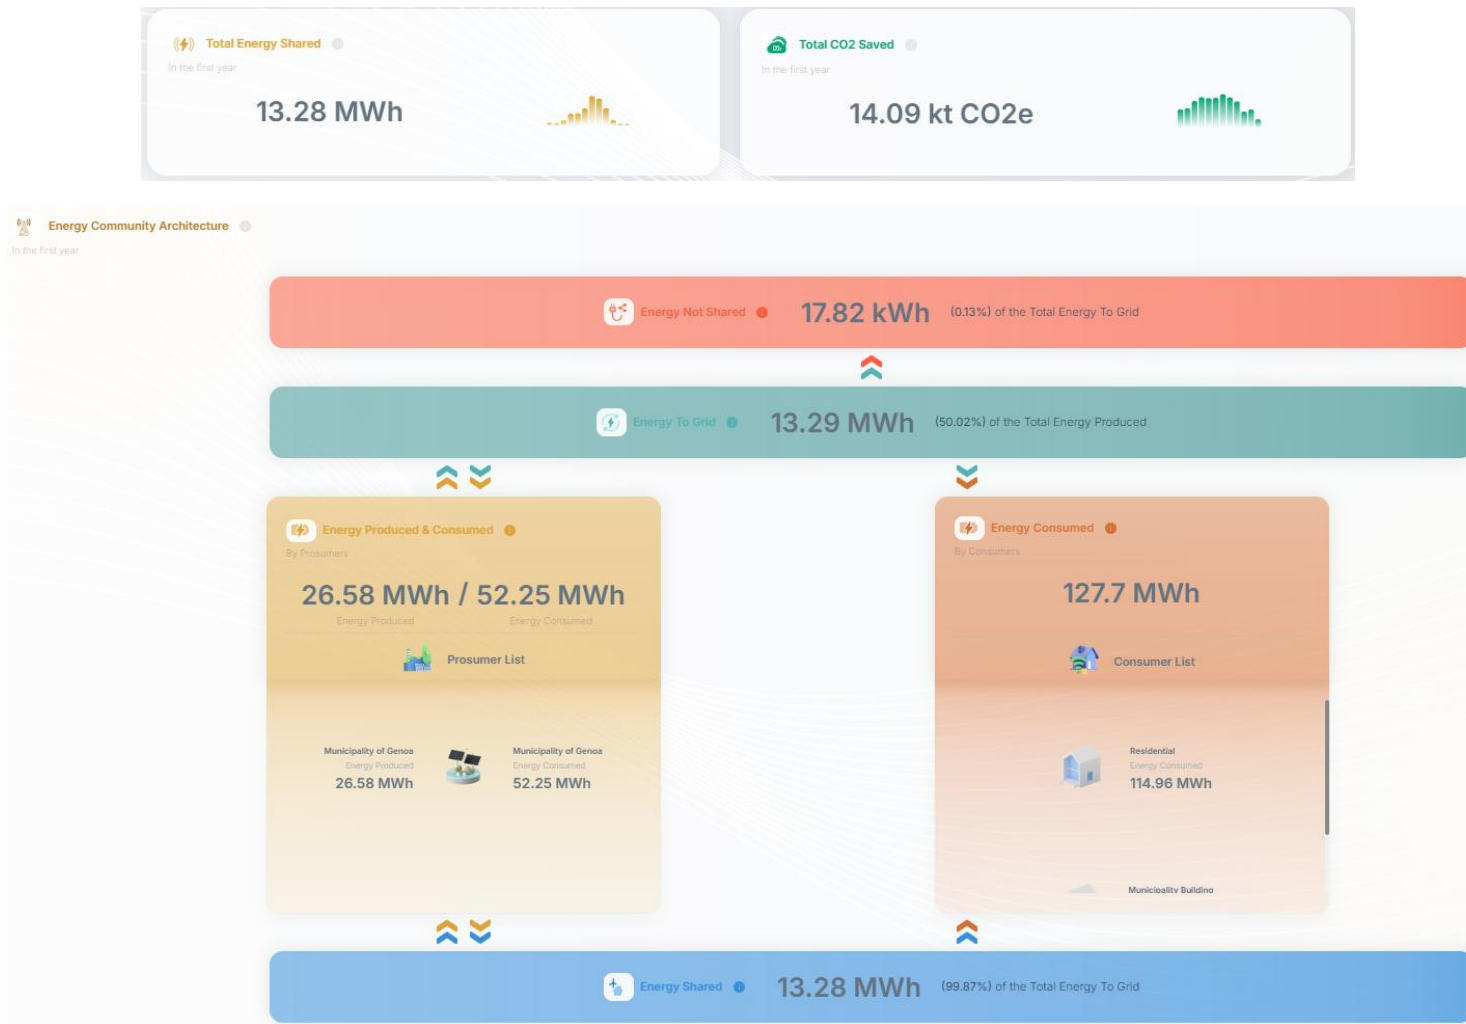 Total Energy Shared
In the first year
13.28 MWh
Total CO2 Saved
In the first year
14.09 kt CO2e
Energy Community Architecture
In the first year
Energy Not Shared 17.82 kWh (0.13%) of the Total Energy To Grid
Energy To Grid 13.29 MWh (50.02%) of the Total Energy Produced
Energy Produced & Consumed
By Prosumers
26.58 MWh / 52.25 MWh
Energy Produced Energy Consumed
Prosumer List
Municipality of Genoa
Energy Produced
26.58 MWh
Municipality of Genoa
Energy Consumed
52.25 MWh
Energy Consumed
By Consumers
127.7 MWh
Consumer List
Residential
Energy Consumed
114.96 MWh
Municipality Building
Energy Shared 13.28 MWh (99.87%) of the Total Energy To Grid